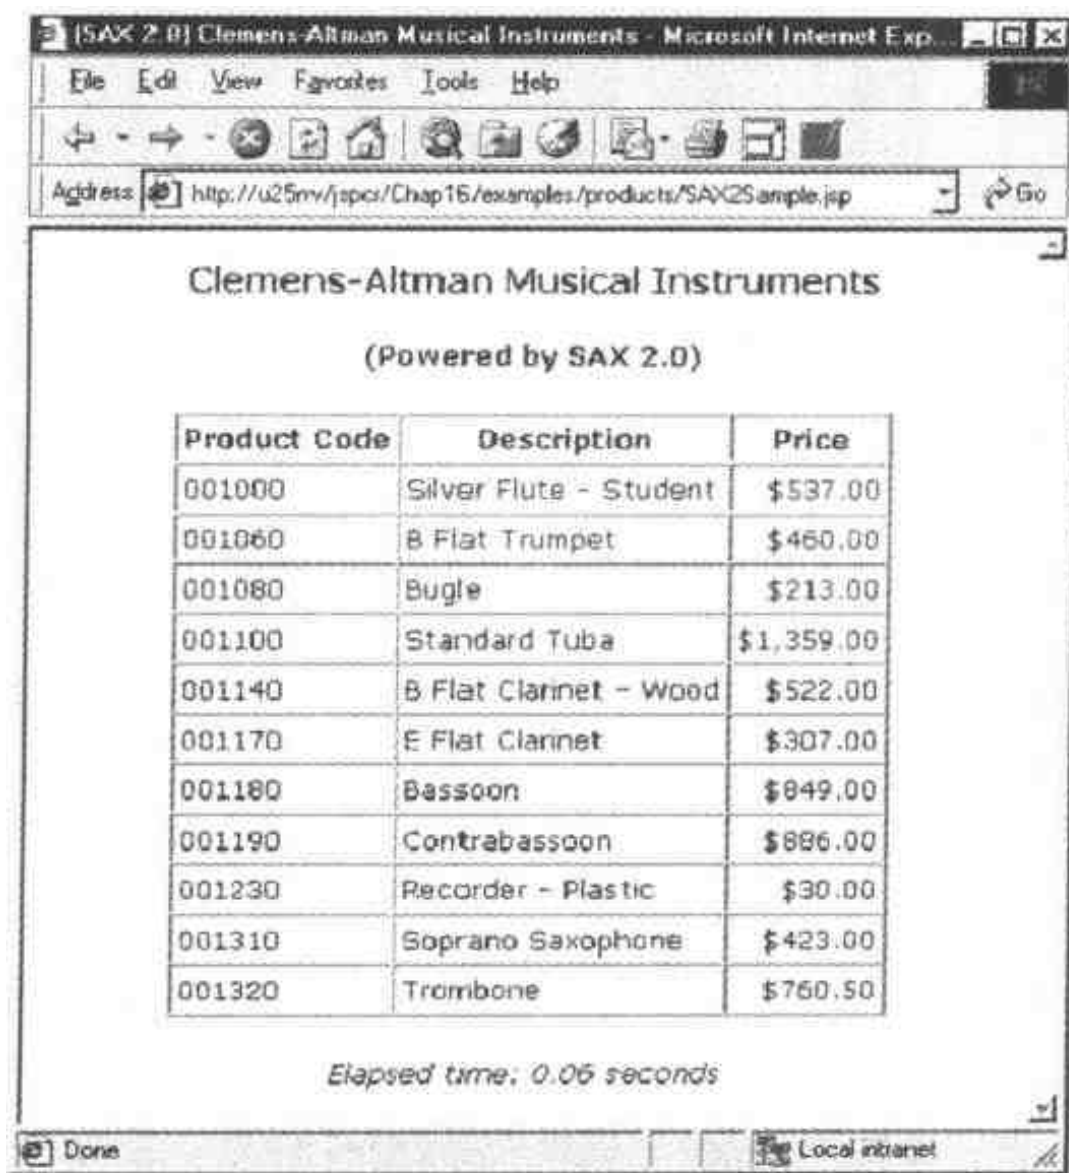 [SAX 2.0] Clemens-Altman Musical Instruments - Microsoft Internet Exp...
File Edit View Favorites Tools Help
Address http://u25nv/jspcs/Chap16/examples/products/SAX2Sample.jsp Go
Clemens-Altman Musical Instruments
(Powered by SAX 2.0)
Product Code Description Price
001000 Silver Flute - Student $537.00
001060 B Flat Trumpet $460.00
001080 Bugle $213.00
001100 Standard Tuba $1,359.00
001140 B Flat Clarinet - Wood $522.00
001170 E Flat Clarinet $307.00
001180 Bassoon $849.00
001190 Contrabassoon $886.00
001230 Recorder - Plastic $30.00
001310 Soprano Saxophone $423.00
001320 Trombone $760.50
Elapsed time: 0.06 seconds
Done Local intranet